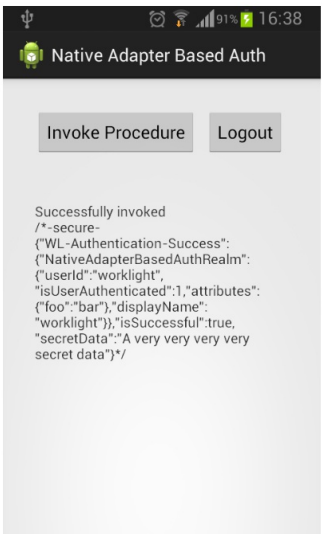 91% 16:38
Native Adapter Based Auth
Invoke Procedure Logout
Successfully invoked
/*-secure-
{"WL-Authentication-Success":
{"NativeAdapterBasedAuthRealm":
{"userId":"worklight",
"isUserAuthenticated":1,"attributes":
{"foo":"bar"},"displayName":
"worklight"}},"isSuccessful":true,
"secretData":"A very very very very
secret data"}*/